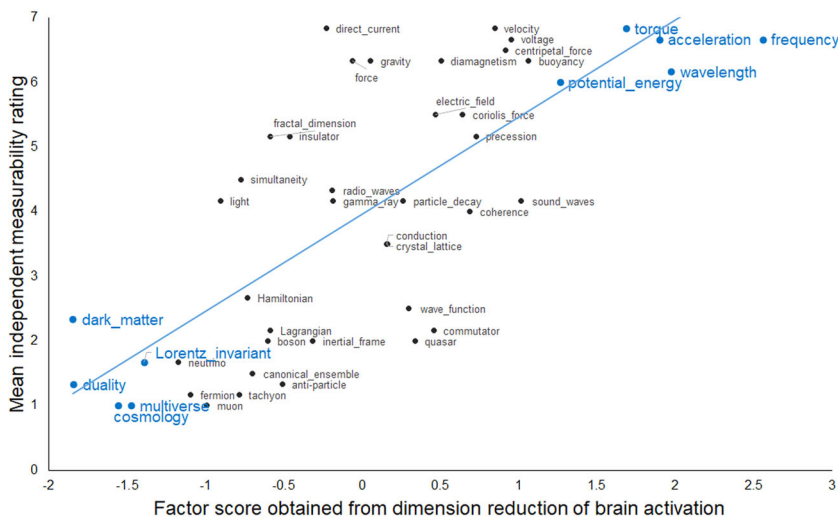 7
6
5
4
3
2
1
0
Mean independent measurability rating
direct_current
velocity
torque
voltage
acceleration
frequency
centripetal_force
gravity
diamagnetism
buoyancy
force
wavelength
potential_energy
electric_field
coriolis_force
fractal_dimension
insulator
precession
simultaneity
radio_waves
light
gamma_ray
particle_decay
sound_waves
coherence
conduction
crystal_lattice
Hamiltonian
wave_function
dark_matter
Lagrangian
commutator
boson
inertial_frame
quasar
Lorentz_invariant
neutrino
canonical_ensemble
duality
anti-particle
fermion
tachyon
multiverse
muon
cosmology
-2 -1.5 -1 -0.5 0 0.5 1 1.5 2 2.5 3
Factor score obtained from dimension reduction of brain activation